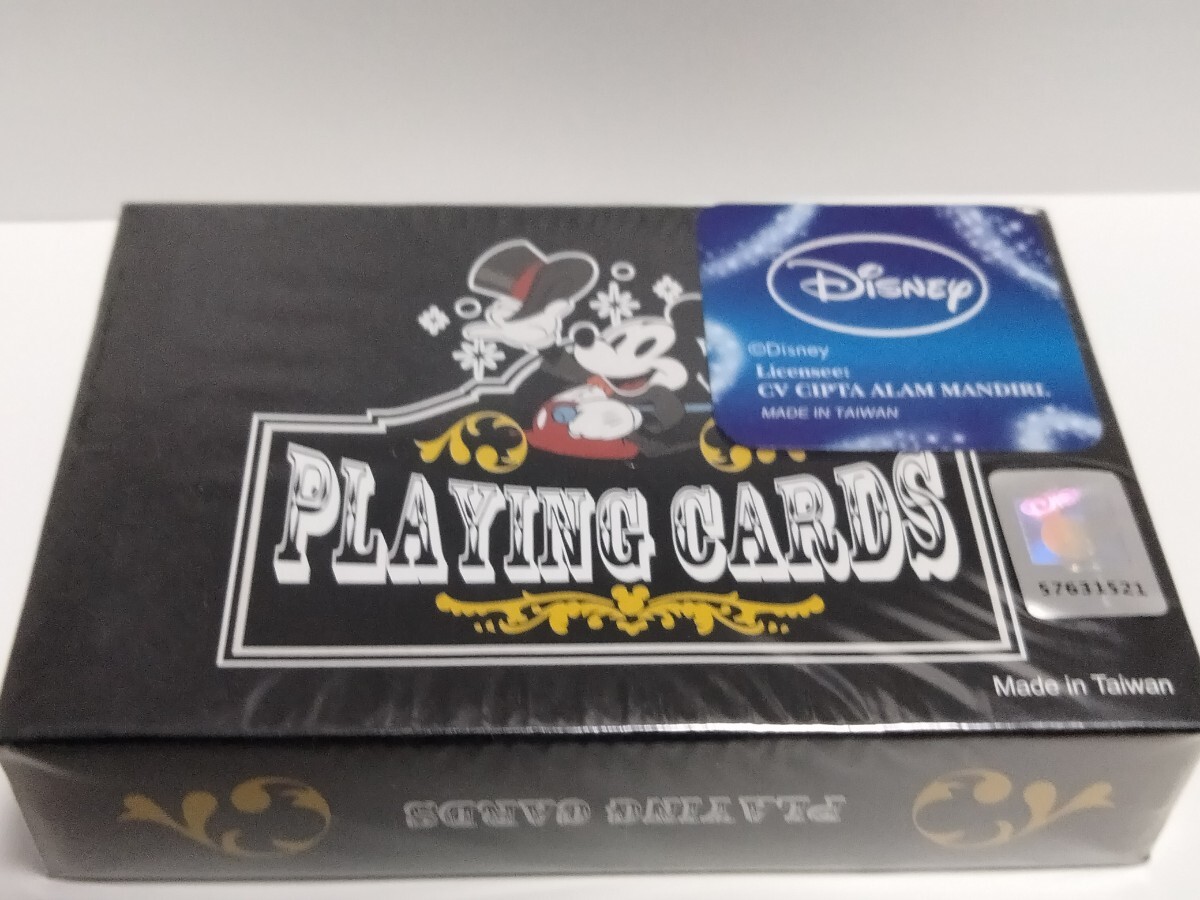 Disney
©Disney
Licensee:
CV CIPTA ALAM MANDIRI.
MADE IN TAIWAN
PLAYING CARDS
57631521
Made in Taiwan
PLAYING CARDS